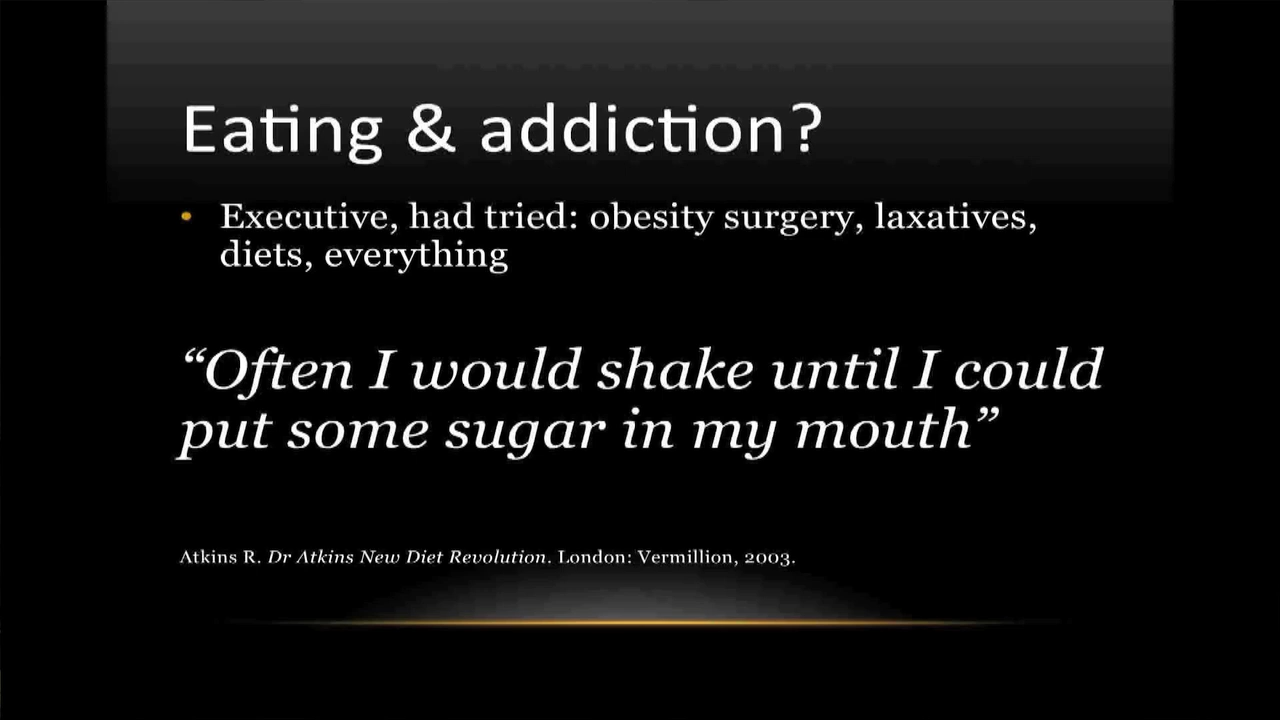 Eating & addiction?
• Executive, had tried: obesity surgery, laxatives,
diets, everything
“Often I would shake until I could
put some sugar in my mouth”
Atkins R. Dr Atkins New Diet Revolution. London: Vermillion, 2003.